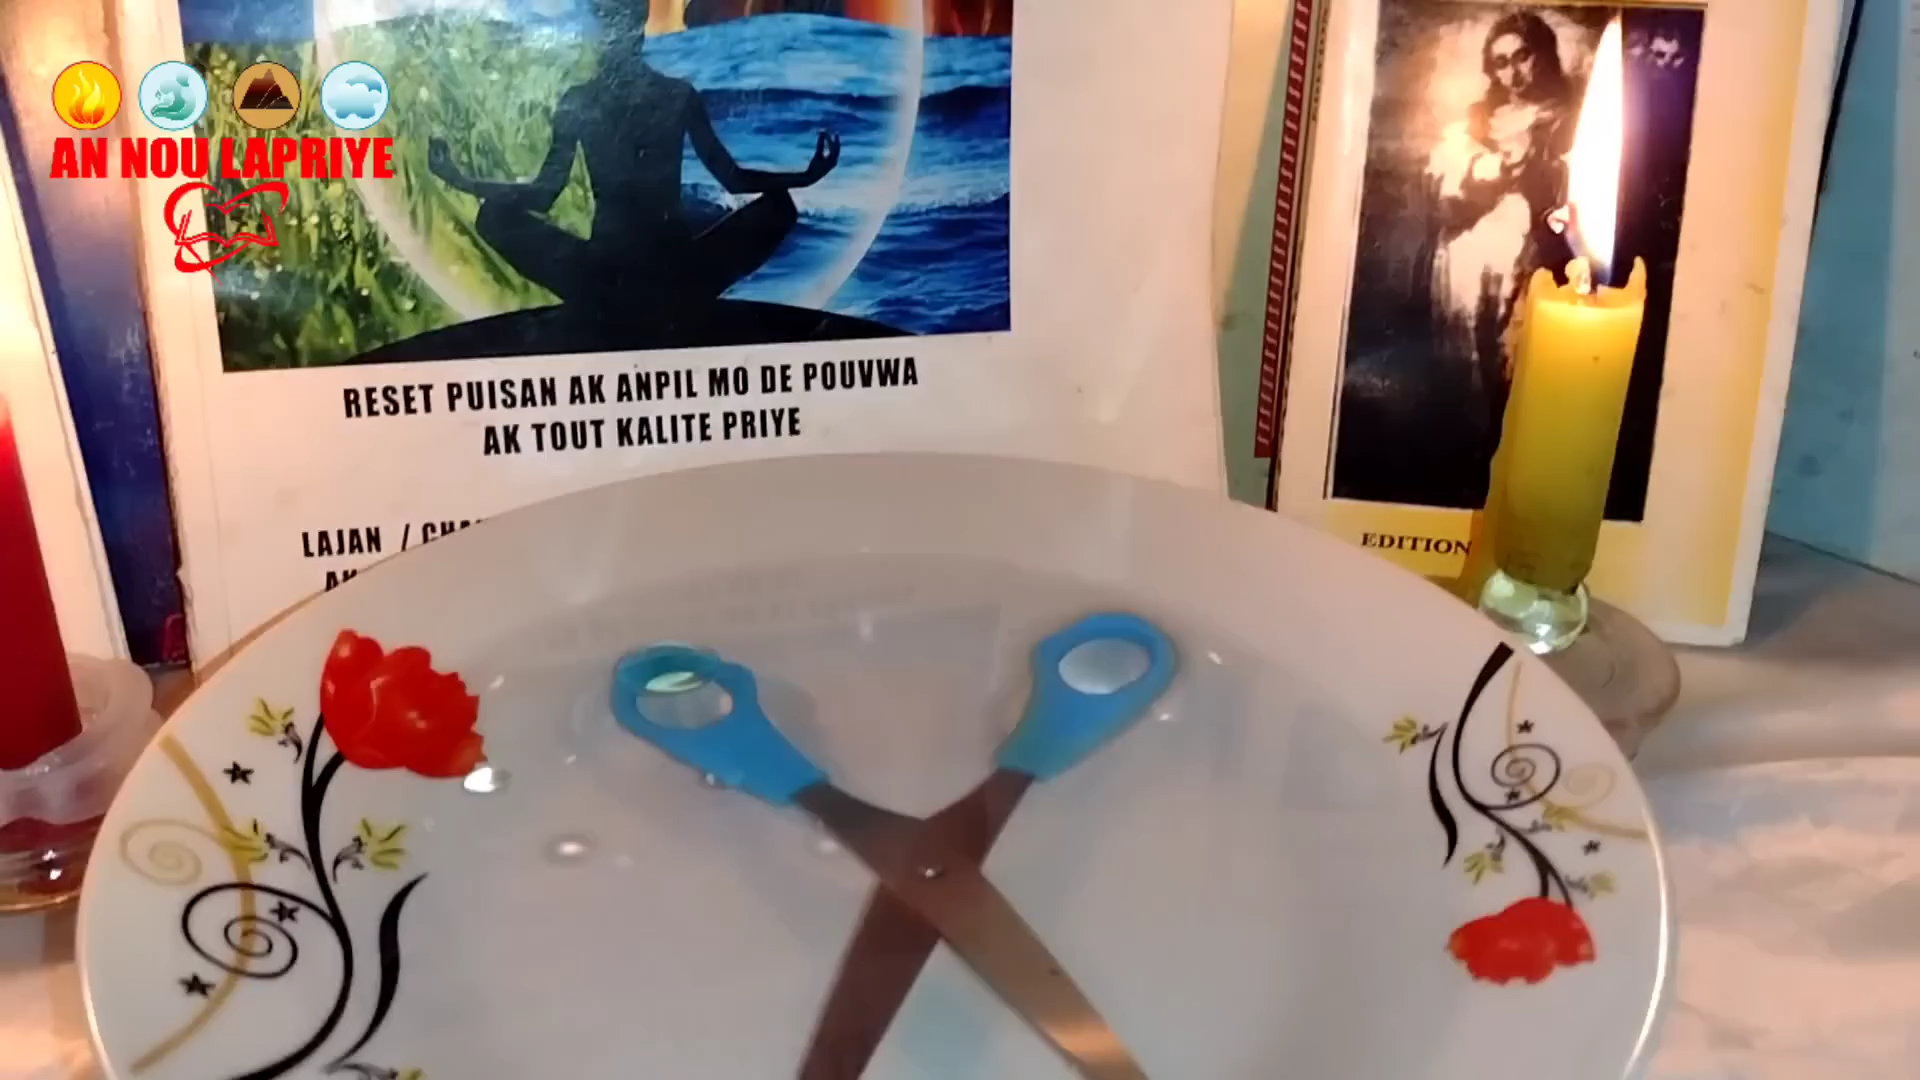 AN NOU LAPRIYE
RESET PUISAN AK ANPIL MO DE POUVWA
AK TOUT KALITE PRIYE
LAJAN /
EDITION